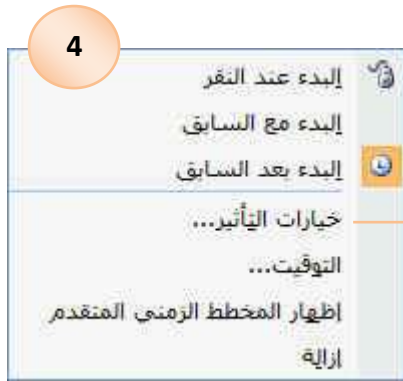 4
البدء عند النقر
البدء مع السابق
البدء بعد السابق
خيارات التأثير...
التوقيت...
إظهار المخطط الزمني المتقدم
إزالة